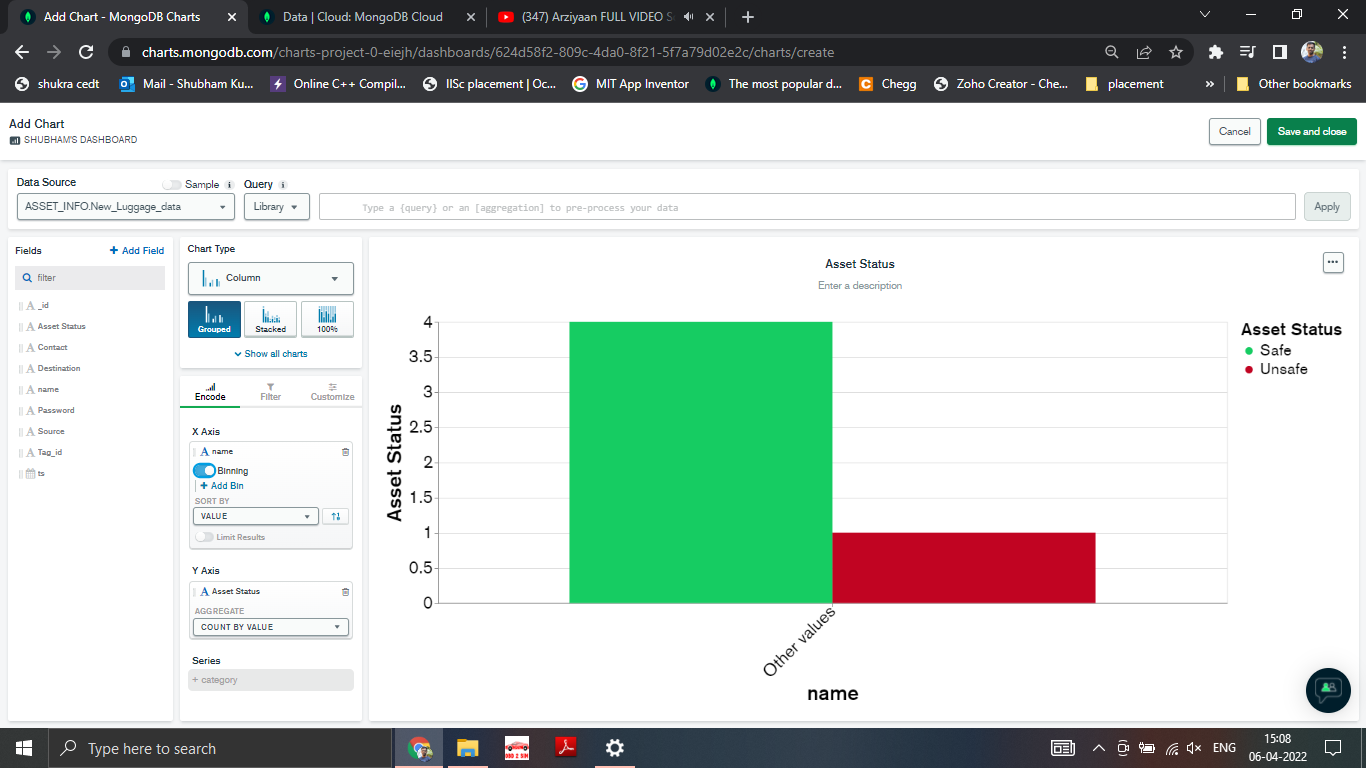 Add Chart - MongoDB Charts
Data | Cloud: MongoDB Cloud
(347) Arziyaan FULL VIDEO S
charts.mongodb.com/charts-project-0-eiejh/dashboards/624d58f2-809c-4da0-8f21-5f7a79d02e2c/charts/create
shukra cedt
Mail - Shubham Ku...
Online C++ Compil...
IISc placement | Oc...
MIT App Inventor
The most popular d...
Chegg
Zoho Creator - Che...
placement
»
Other bookmarks
Add Chart
SHUBHAM'S DASHBOARD
Cancel
Save and close
Data Source
Sample
Query
ASSET_INFO.New_Luggage_data
Library
Type a {query} or an [aggregation] to pre-process your data
Apply
Fields
+ Add Field
filter
A _id
A Asset Status
A Contact
A Destination
A name
A Password
A Source
A Tag_id
ts
Chart Type
Column
Grouped
Stacked
100%
Show all charts
Encode
Filter
Customize
X Axis
A name
Binning
+ Add Bin
SORT BY
VALUE
Limit Results
Y Axis
A Asset Status
AGGREGATE
COUNT BY VALUE
Series
+ category
Asset Status
Enter a description
4
3.5
3
2.5
2
1.5
1
0.5
0
Asset Status
Other values
name
Asset Status
Safe
Unsafe
Type here to search
ENG
15:08
06-04-2022